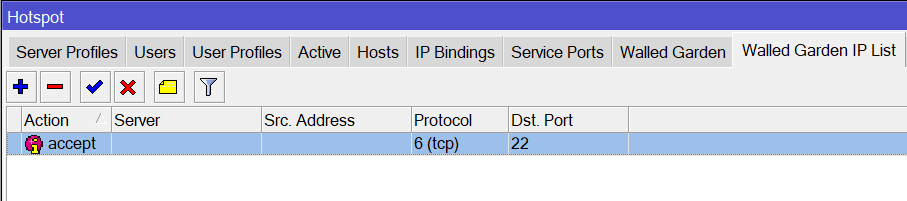 Hotspot
Server Profiles Users User Profiles Active Hosts IP Bindings Service Ports Walled Garden Walled Garden IP List
Action Server Src. Address Protocol Dst. Port
accept 6 (tcp) 22